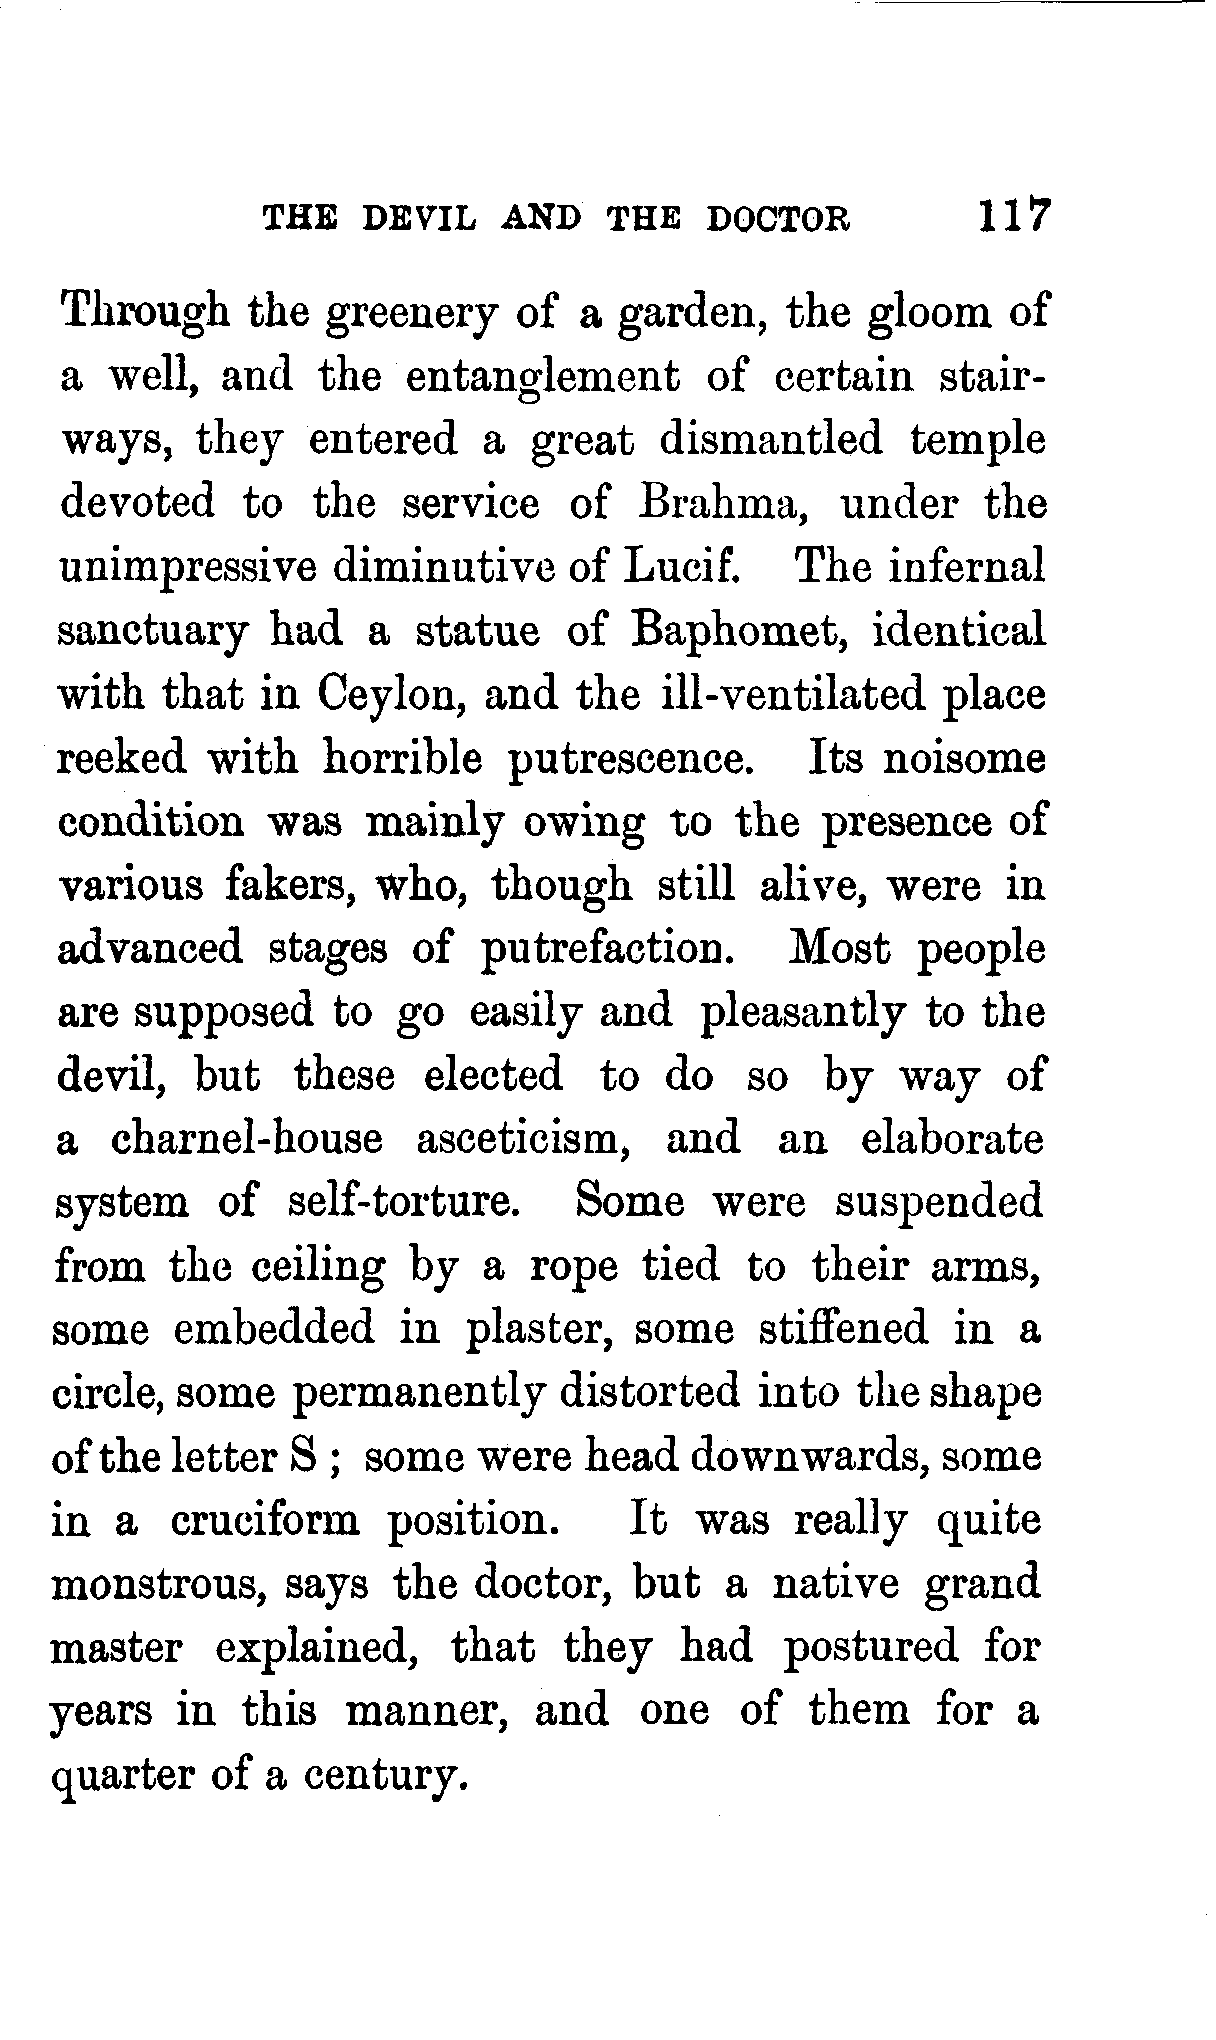 THE DEVIL AND THE DOCTOR 117
Through the greenery of a garden, the gloom of
a well, and the entanglement of certain stair-
ways, they entered a great dismantled temple
devoted to the service of Brahma, under the
unimpressive diminutive of Lucif. The infernal
sanctuary had a statue of Baphomet, identical
with that in Ceylon, and the ill-ventilated place
reeked with horrible putrescence. Its noisome
condition was mainly owing to the presence of
various fakers, who, though still alive, were in
advanced stages of putrefaction. Most people
are supposed to go easily and pleasantly to the
devil, but these elected to do so by way of
a charnel-house asceticism, and an elaborate
system of self-torture. Some were suspended
from the ceiling by a rope tied to their arms,
some embedded in plaster, some stiffened in a
circle, some permanently distorted into the shape
of the letter S ; some were head downwards, some
in a cruciform position. It was really quite
monstrous, says the doctor, but a native grand
master explained, that they had postured for
years in this manner, and one of them for a
quarter of a century.